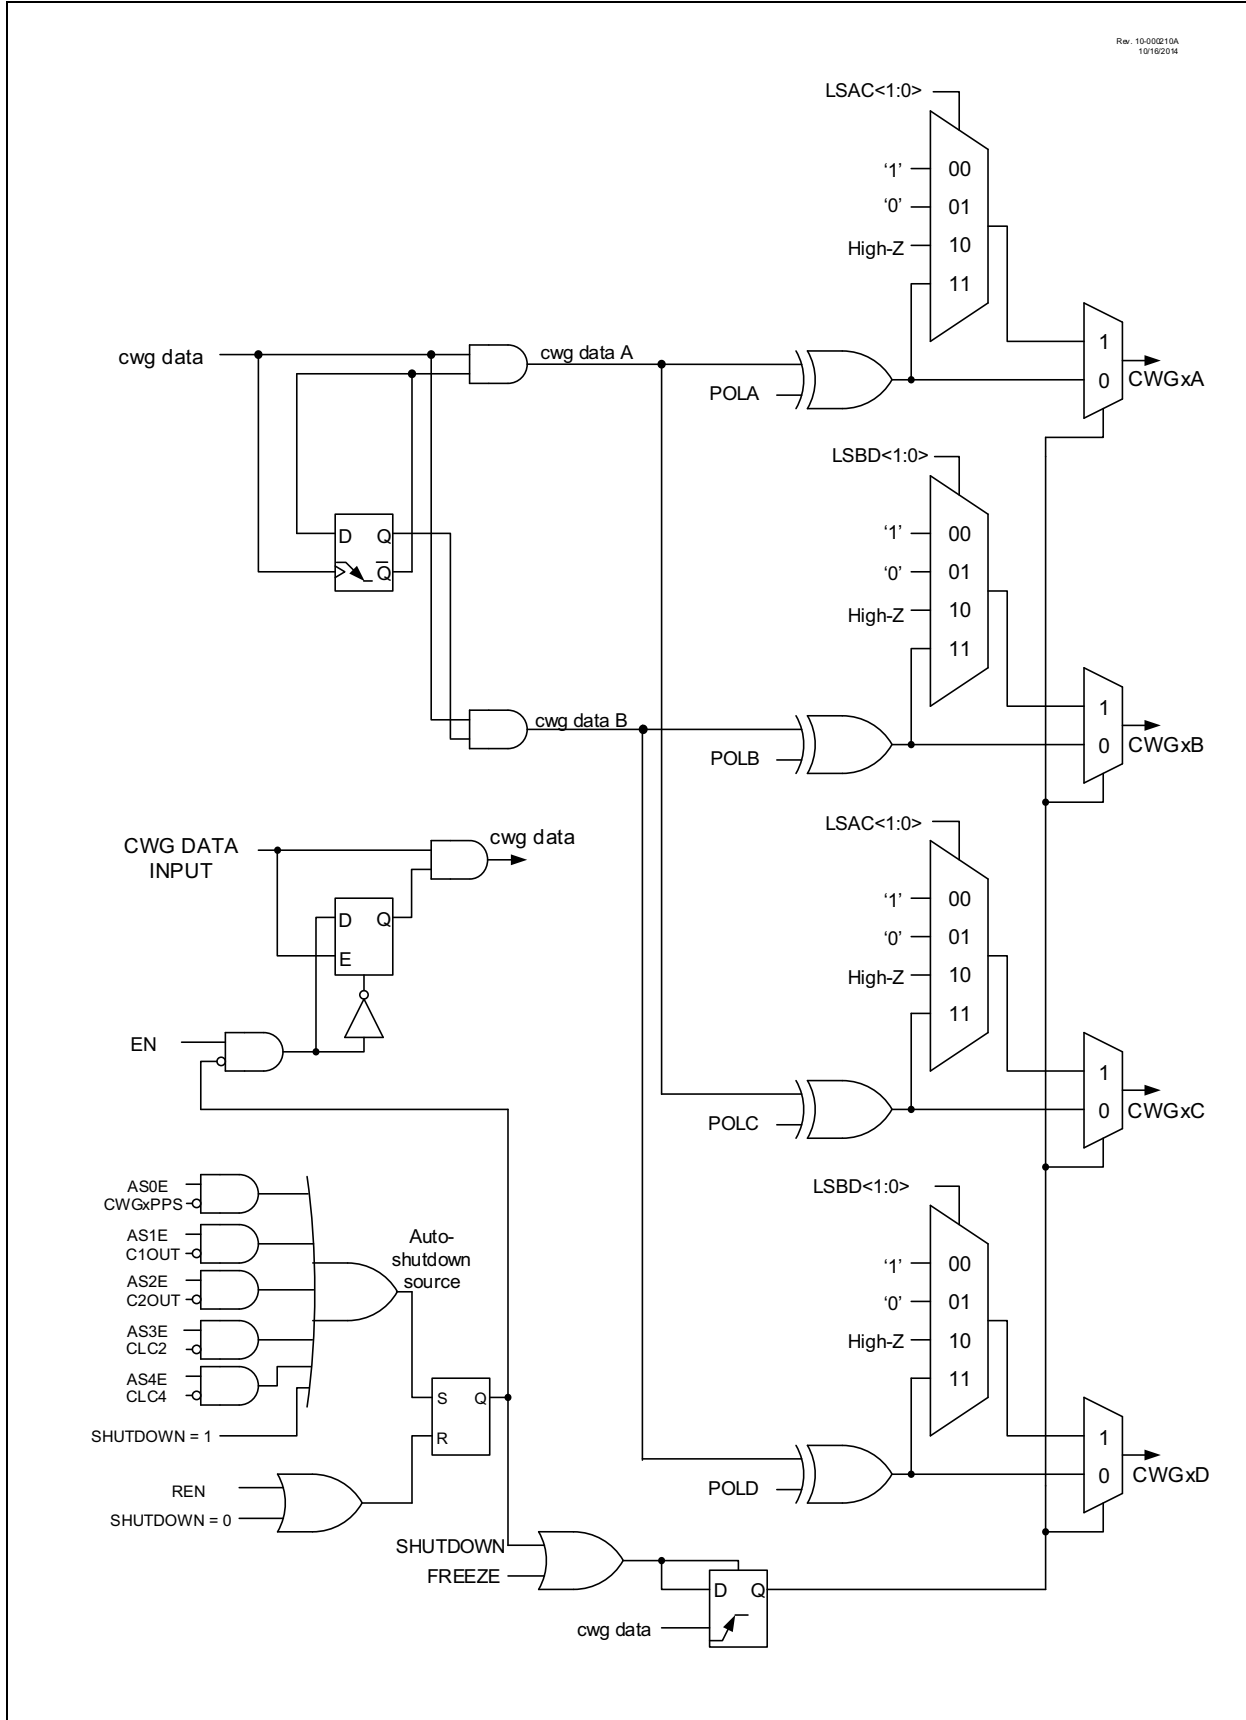 Rev. 10-000210A
10/16/2014
LSAC<1:0>
‘1’ 00
‘0’ 01
High-Z 10
11
cwg data
cwg data A
POLA
1
0
CWGxA
LSBD<1:0>
‘1’ 00
‘0’ 01
High-Z 10
11
D Q
Q
cwg data B
POLB
1
0
CWGxB
CWG DATA
INPUT
cwg data
D Q
E
EN
LSAC<1:0>
‘1’ 00
‘0’ 01
High-Z 10
11
POLC
1
0
CWGxC
AS0E
CWGxPPS
AS1E
C1OUT
AS2E
C2OUT
AS3E
CLC2
AS4E
CLC4
SHUTDOWN = 1
Auto-
shutdown
source
S Q
R
REN
SHUTDOWN = 0
LSBD<1:0>
‘1’ 00
‘0’ 01
High-Z 10
11
POLD
1
0
CWGxD
SHUTDOWN
FREEZE
D Q
cwg data